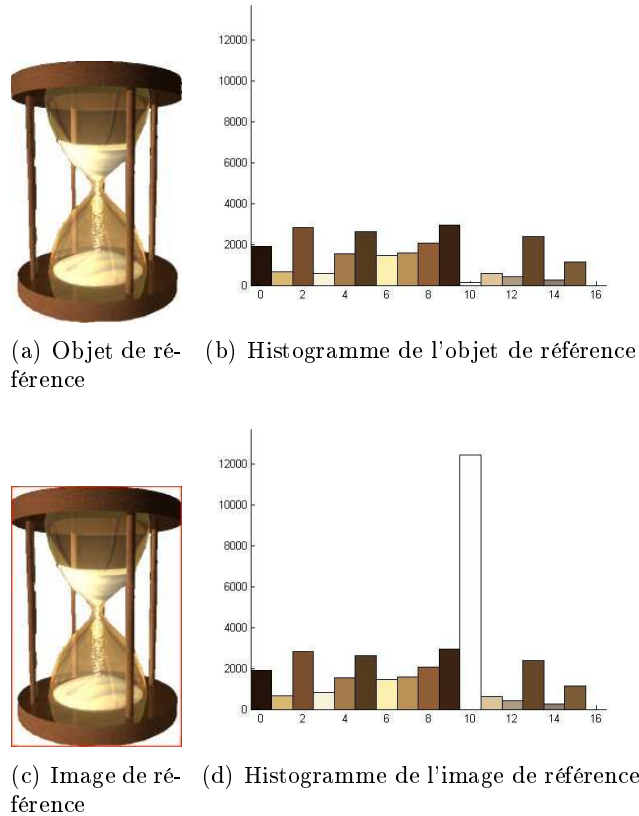 12000
10000
8000
6000
4000
2000
0
0 2 4 6 8 10 12 14 16
(a) Objet de ré-
férence
(b) Histogramme de l'objet de référence
12000
10000
8000
6000
4000
2000
0
0 2 4 6 8 10 12 14 16
(c) Image de ré-
férence
(d) Histogramme de l'image de référence